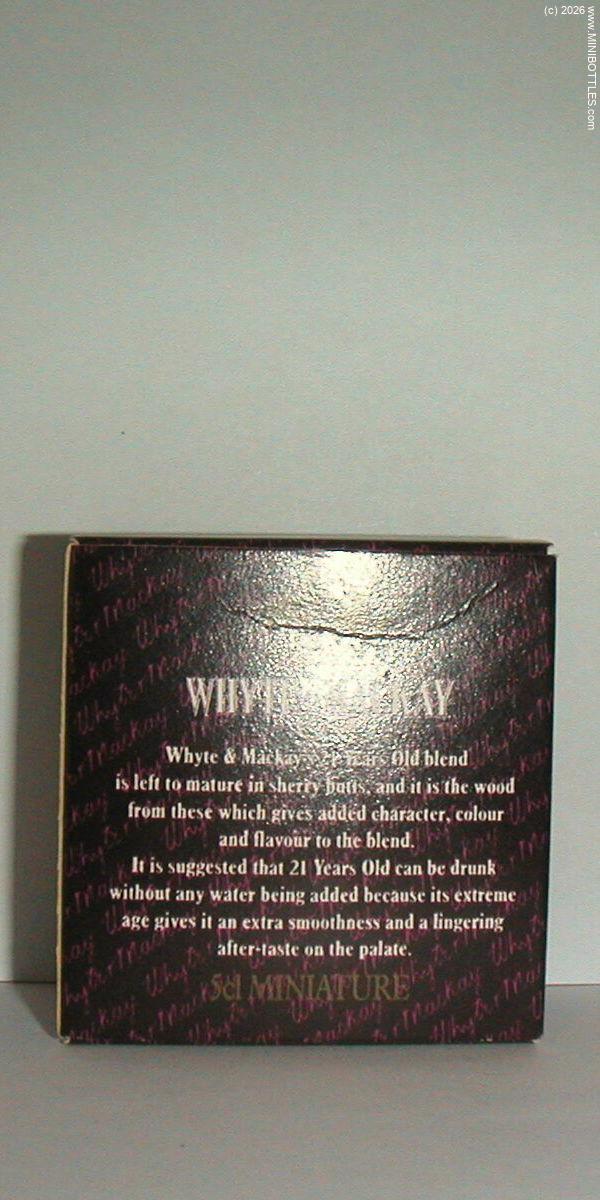 (c) 2026 www.MINIBOTTLES.com
WHYTE & MACKAY
Whyte & Mackay's 21 Years Old blend
is left to mature in sherry butts, and it is the wood
from these which gives added character, colour
and flavour to the blend.
It is suggested that 21 Years Old can be drunk
without any water being added because its extreme
age gives it an extra smoothness and a lingering
after-taste on the palate.
5cl MINIATURE